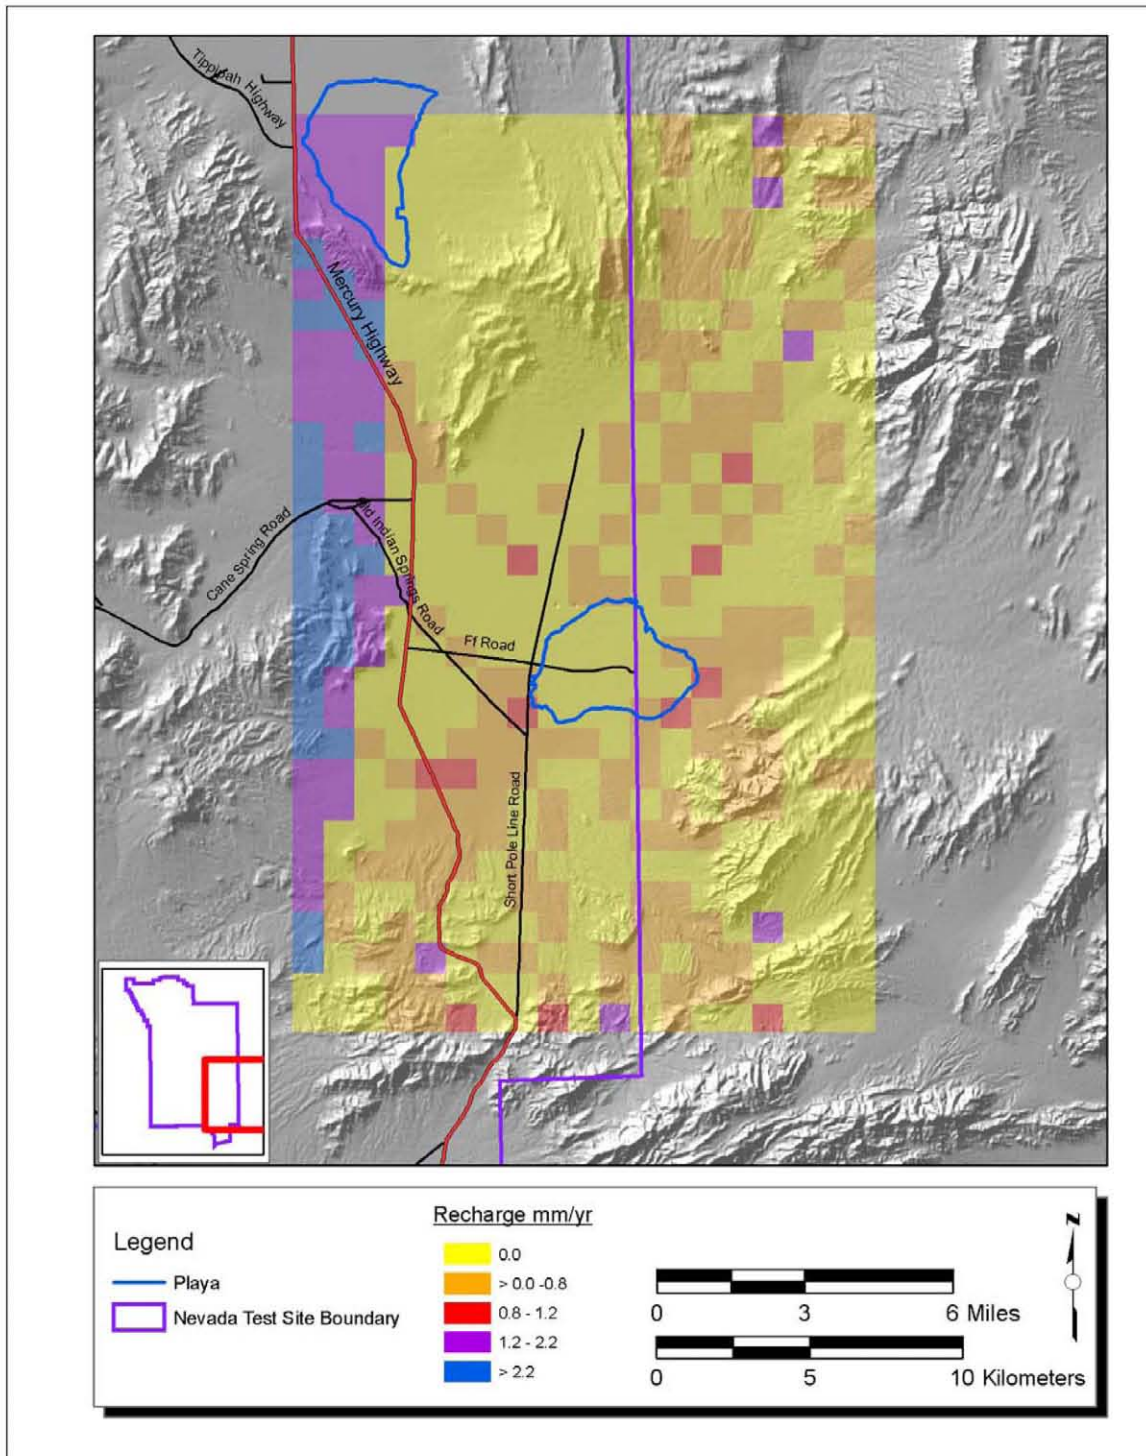 Tippipah Highway
Mercury Highway
Cane Spring Road
ld Indian Springs Road
Ff Road
Short Pole Line Road
Legend
Playa
Nevada Test Site Boundary
Recharge mm/yr
0.0
> 0.0 -0.8
0.8 - 1.2
1.2 - 2.2
> 2.2
N
0 3 6 Miles
0 5 10 Kilometers